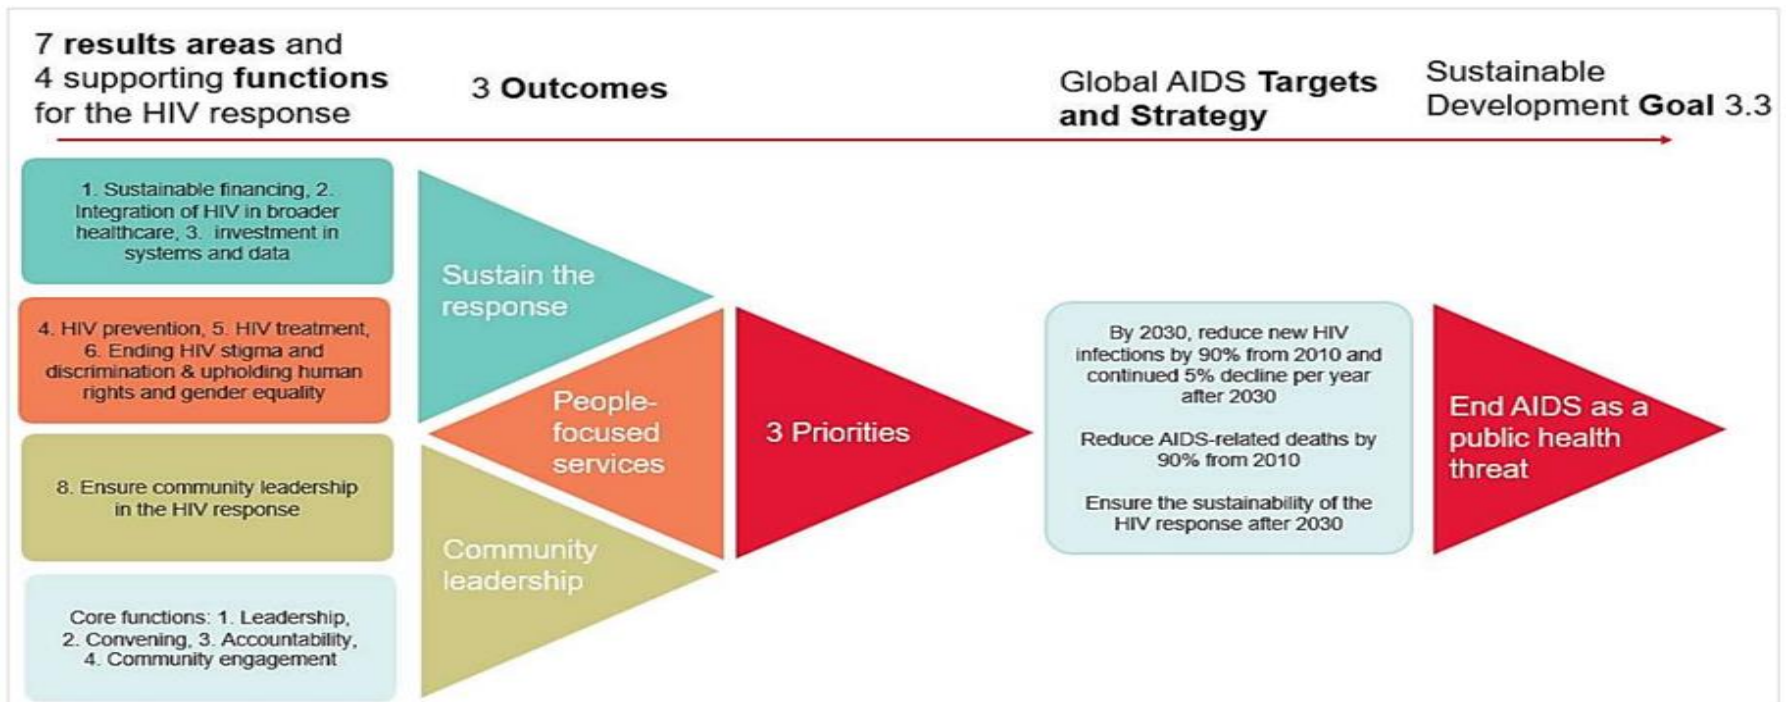 7 results areas and
4 supporting functions
for the HIV response
3 Outcomes
Global AIDS Targets
and Strategy
Sustainable
Development Goal 3.3
1. Sustainable financing, 2.
Integration of HIV in broader
healthcare, 3. investment in
systems and data
4. HIV prevention, 5. HIV treatment,
6. Ending HIV stigma and
discrimination & upholding human
rights and gender equality
8. Ensure community leadership
in the HIV response
Core functions: 1. Leadership,
2. Convening, 3. Accountability,
4. Community engagement
Sustain the
response
People-
focused
services
Community
leadership
3 Priorities
By 2030, reduce new HIV
infections by 90% from 2010 and
continued 5% decline per year
after 2030
Reduce AIDS-related deaths by
90% from 2010
Ensure the sustainability of the
HIV response after 2030
End AIDS as a
public health
threat